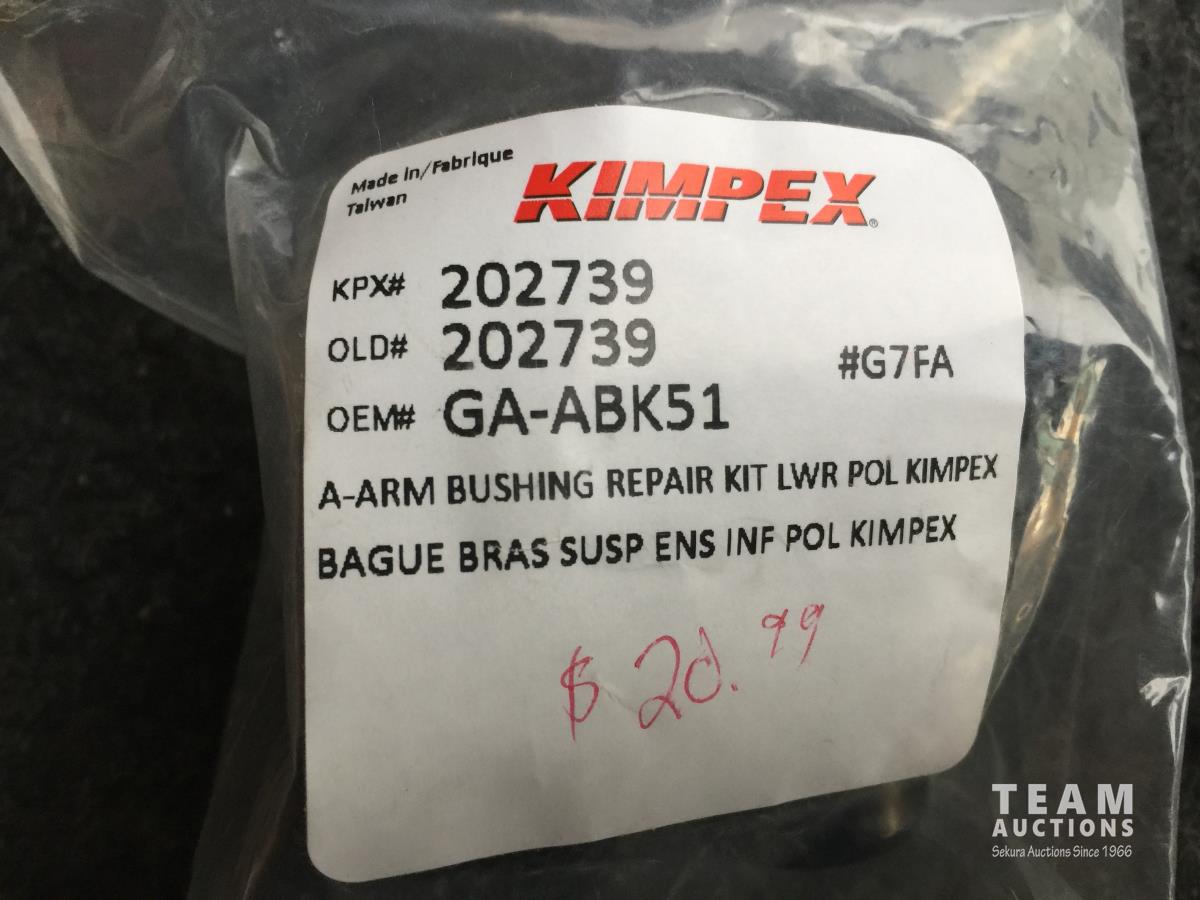 Made in/Fabrique
Taiwan
KIMPEX®
KPX# 202739
OLD# 202739
#G7FA
OEM# GA-ABK51
A-ARM BUSHING REPAIR KIT LWR POL KIMPEX
BAGUE BRAS SUSP ENS INF POL KIMPEX
$ 20.99
TEAM
AUCTIONS
Sekura Auctions Since 1966